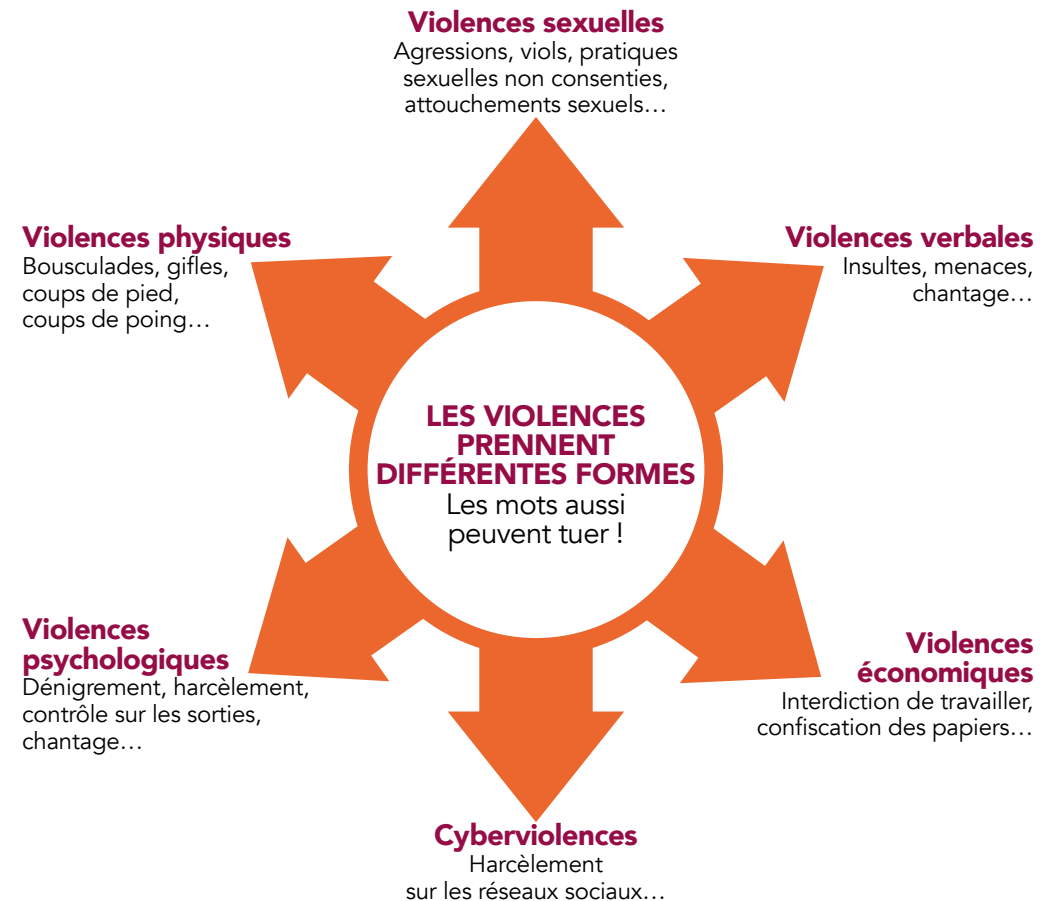 Violences sexuelles
Agressions, viols, pratiques
sexuelles non consenties,
attouchements sexuels…
Violences physiques
Bousculades, gifles,
coups de pied,
coups de poing…
Violences verbales
Insultes, menaces,
chantage…
LES VIOLENCES
PRENNENT
DIFFÉRENTES FORMES
Les mots aussi
peuvent tuer !
Violences
psychologiques
Dénigrement, harcèlement,
contrôle sur les sorties,
chantage…
Violences
économiques
Interdiction de travailler,
confiscation des papiers…
Cyberviolences
Harcèlement
sur les réseaux sociaux…